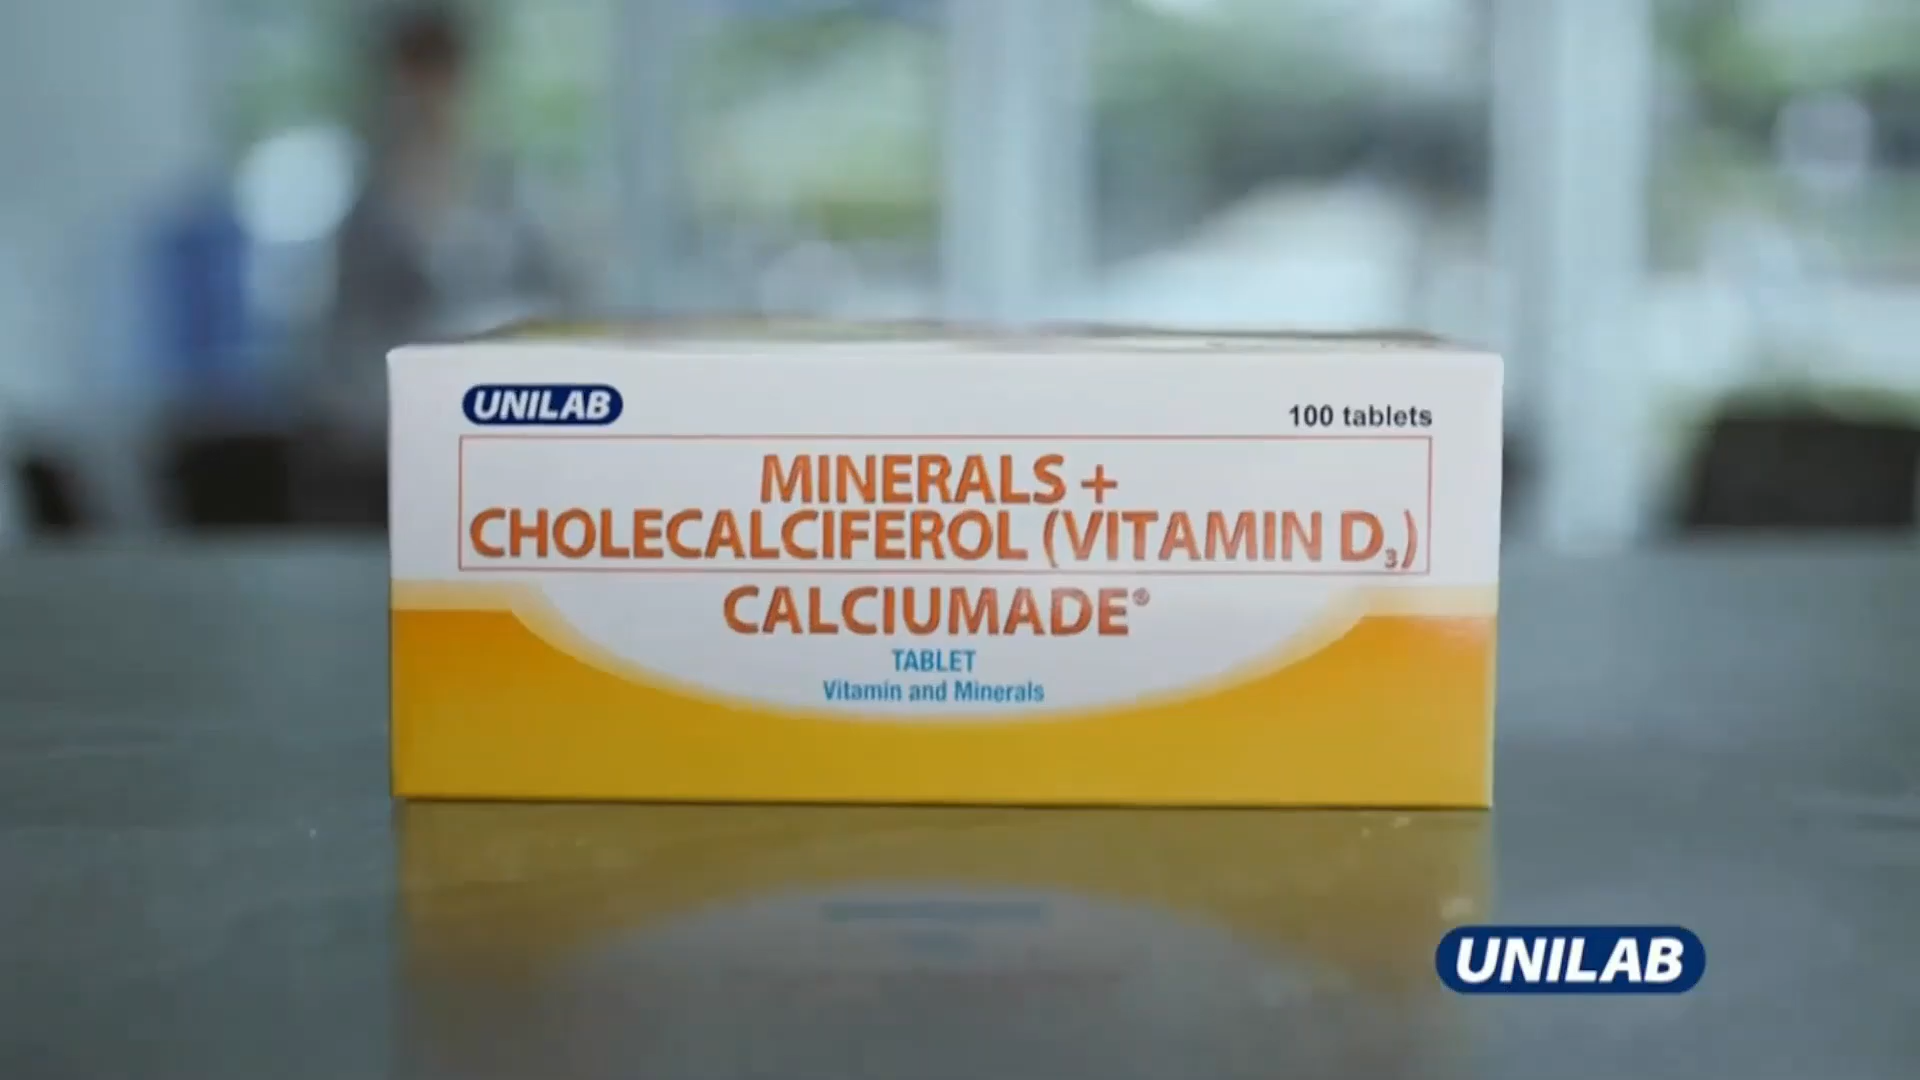 UNILAB
100 tablets
MINERALS +
CHOLECALCIFEROL (VITAMIN D₃)
CALCIUMADE®
TABLET
Vitamin and Minerals
UNILAB